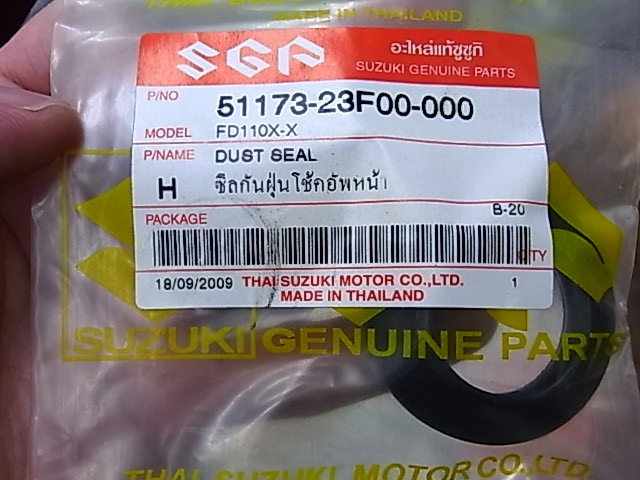 MADE IN THAILAND
SGP
อะไหล่แท้ซูซูกิ
SUZUKI GENUINE PARTS
P/NO 51173-23F00-000
MODEL FD110X-X
P/NAME DUST SEAL
H ซีลกันฝุ่นโช้คอัพหน้า
PACKAGE B-20
18/09/2009 THAI SUZUKI MOTOR CO.,LTD. 1
MADE IN THAILAND
SUZUKI GENUINE PARTS
THAI SUZUKI MOTOR CO.,LTD.